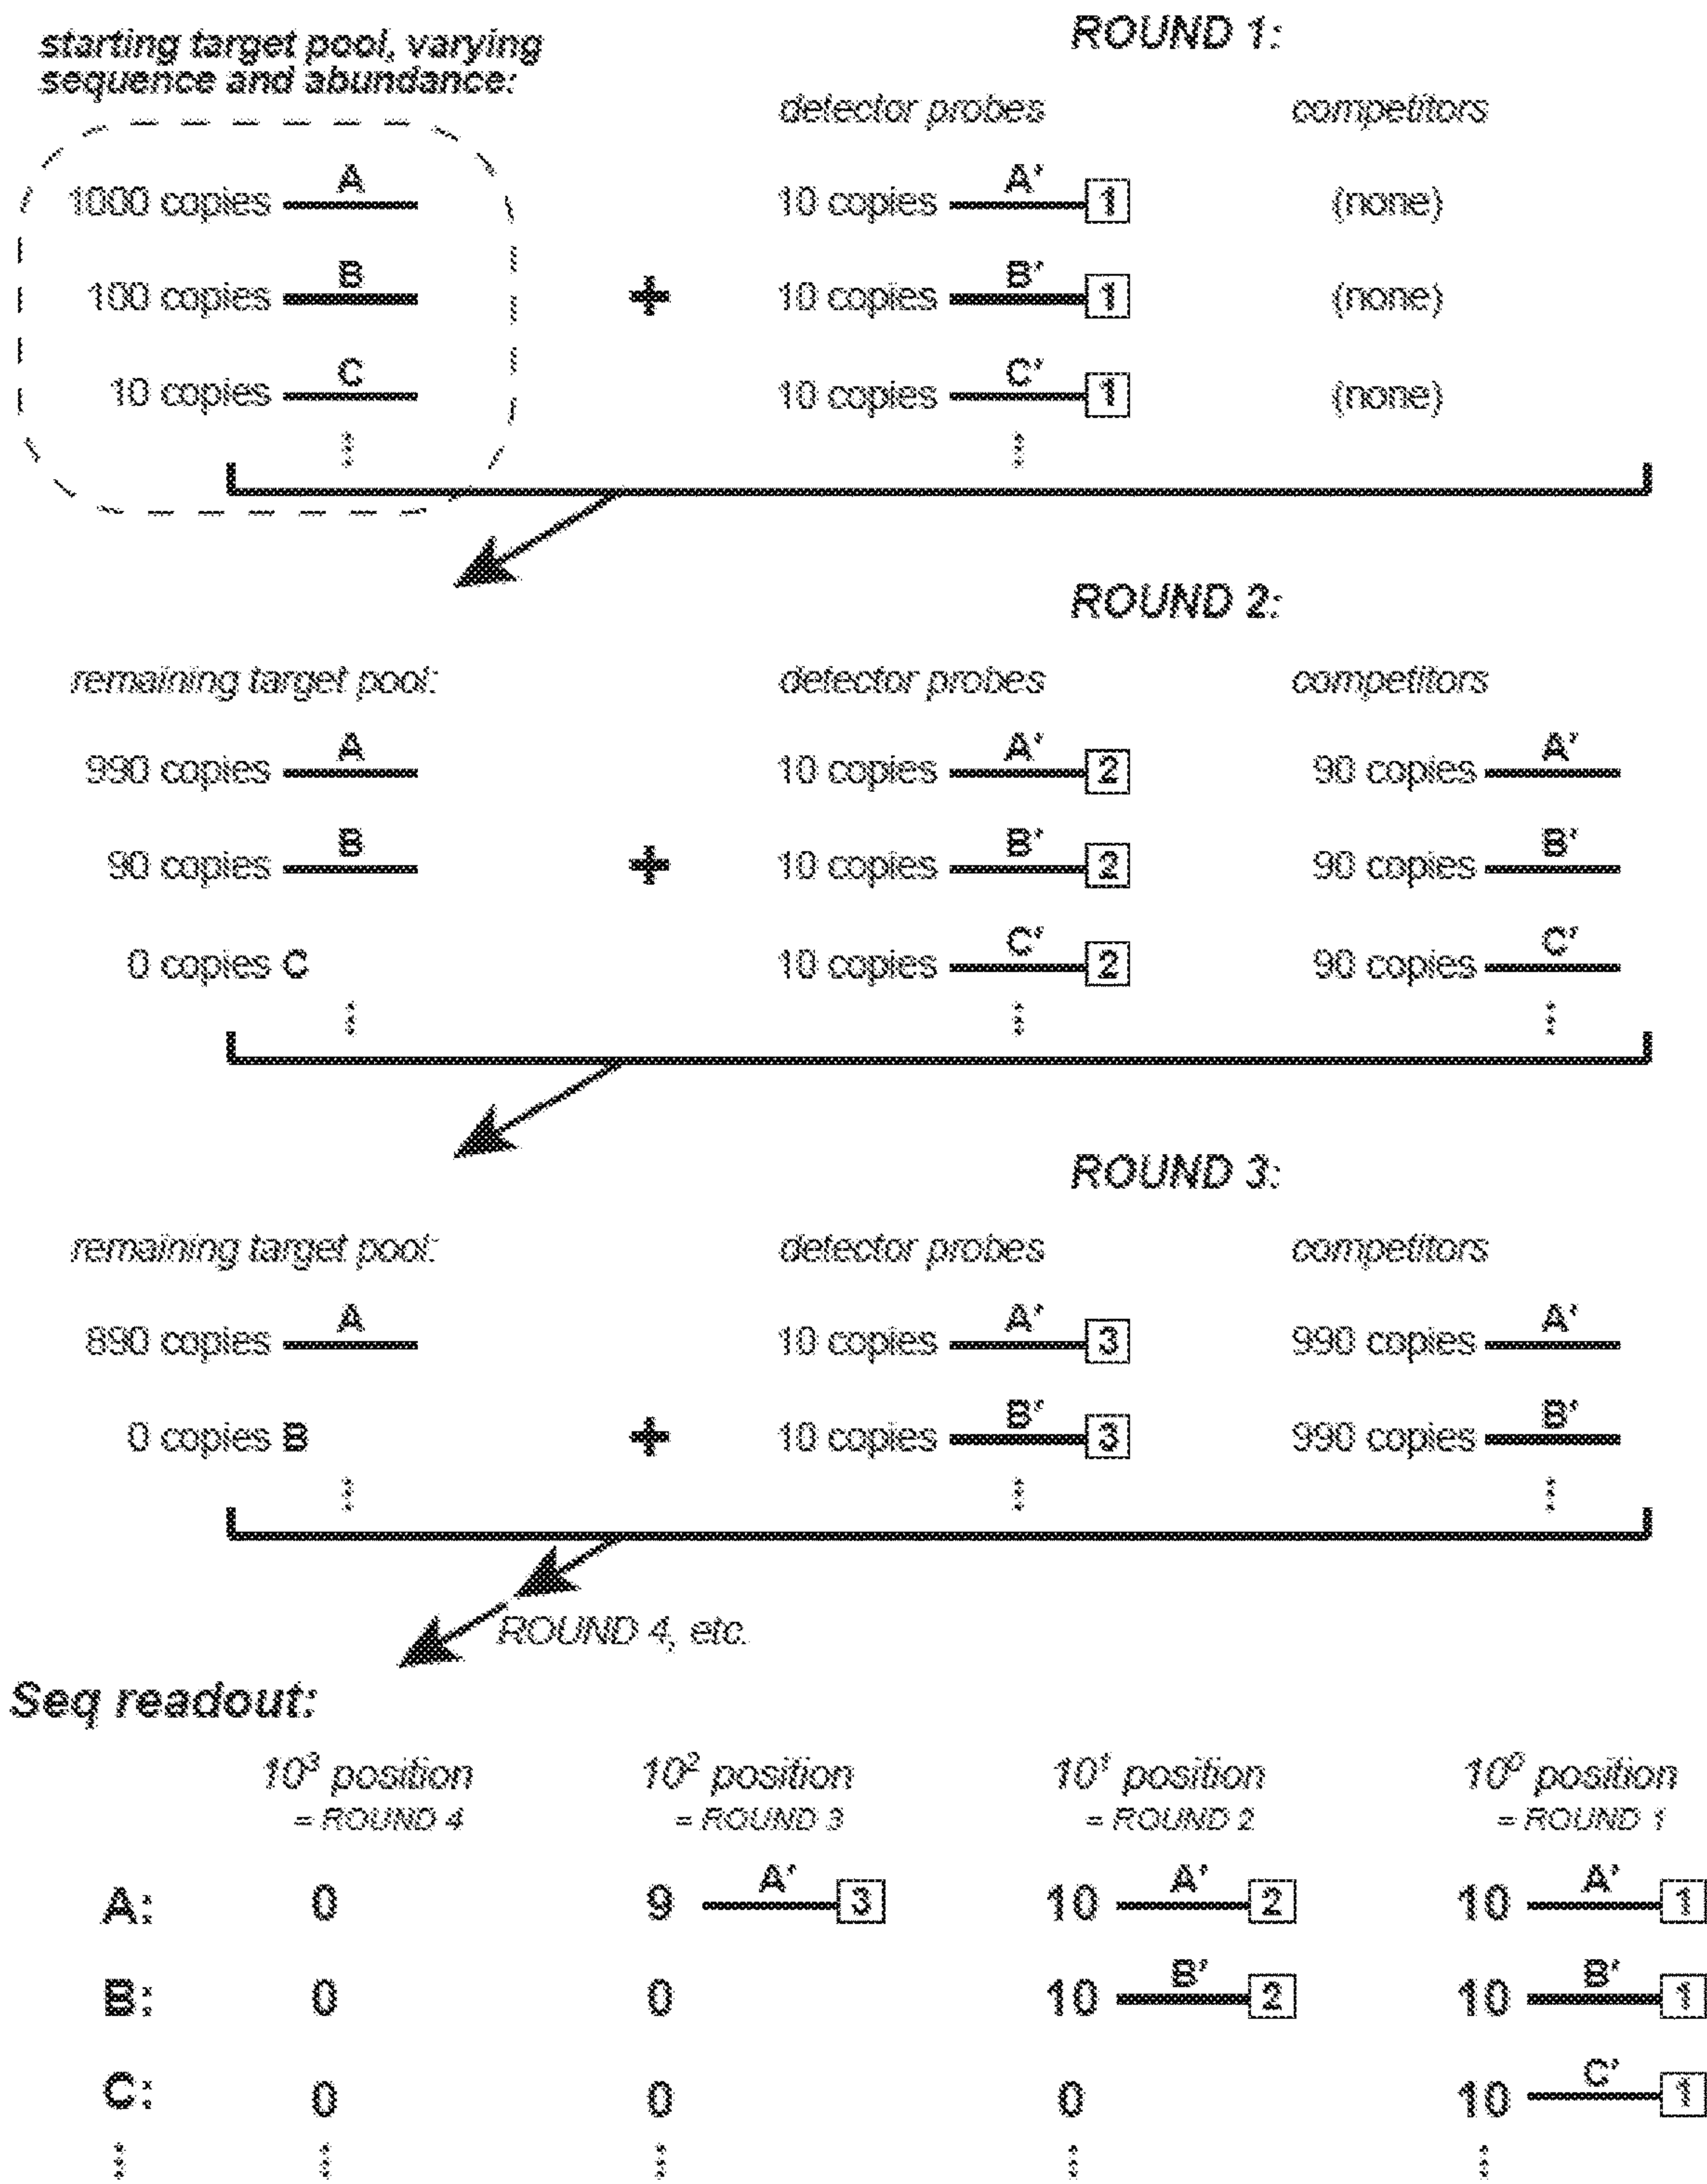 starting target pool, varying
sequence and abundance:
ROUND 1:
detector probes competitors
1000 copies A 10 copies A' 1 (none)
100 copies B + 10 copies B' 1 (none)
10 copies C 10 copies C' 1 (none)
ROUND 2:
remaining target pool: detector probes competitors
990 copies A 10 copies A' 2 90 copies A'
90 copies B + 10 copies B' 2 90 copies B'
0 copies C 10 copies C' 2 90 copies C'
ROUND 3:
remaining target pool: detector probes competitors
890 copies A 10 copies A' 3 990 copies A'
0 copies B + 10 copies B' 3 990 copies B'
ROUND 4, etc.
Seq readout:
10³ position 10² position 10¹ position 10⁰ position
= ROUND 4 = ROUND 3 = ROUND 2 = ROUND 1
A: 0 9 A' 3 10 A' 2 10 A' 1
B: 0 0 10 B' 2 10 B' 1
C: 0 0 0 10 C' 1